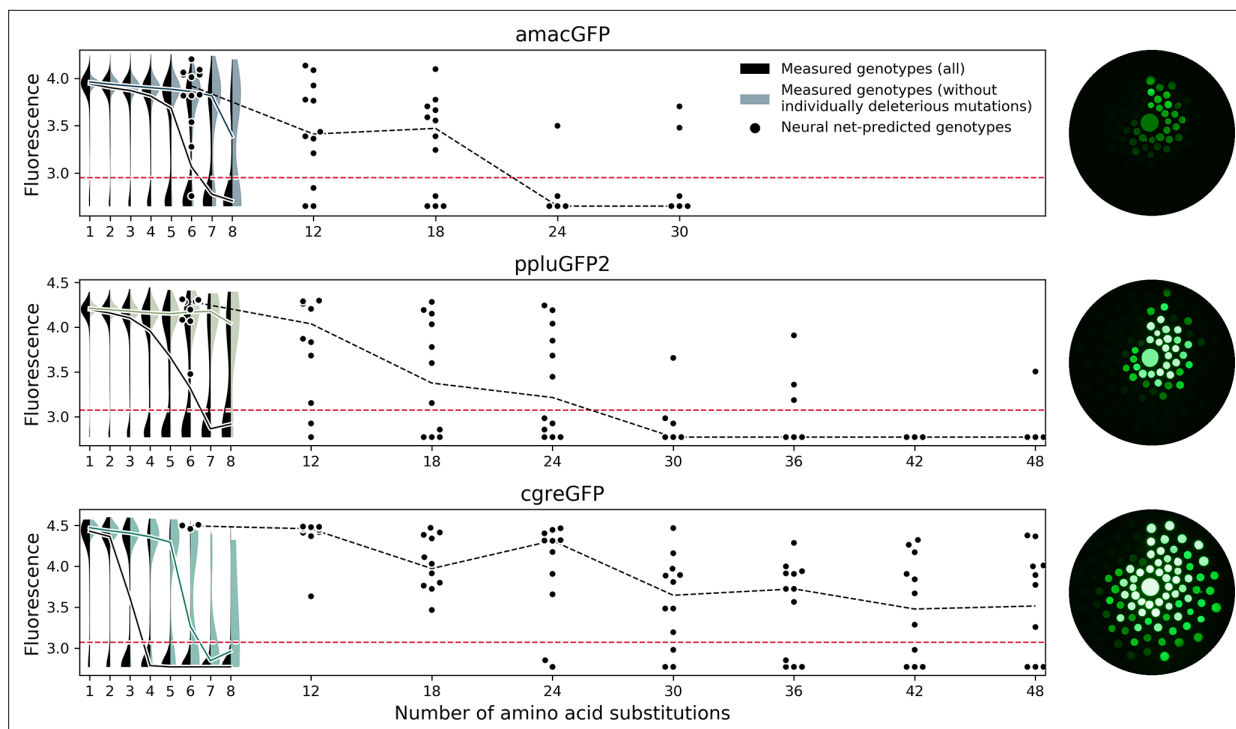 amacGFP
Fluorescence
4.0
3.5
3.0
Measured genotypes (all)
Measured genotypes (without
individually deleterious mutations)
Neural net-predicted genotypes
1 2 3 4 5 6 7 8 12 18 24 30
ppluGFP2
Fluorescence
4.5
4.0
3.5
3.0
1 2 3 4 5 6 7 8 12 18 24 30 36 42 48
cgreGFP
Fluorescence
4.5
4.0
3.5
3.0
1 2 3 4 5 6 7 8 12 18 24 30 36 42 48
Number of amino acid substitutions